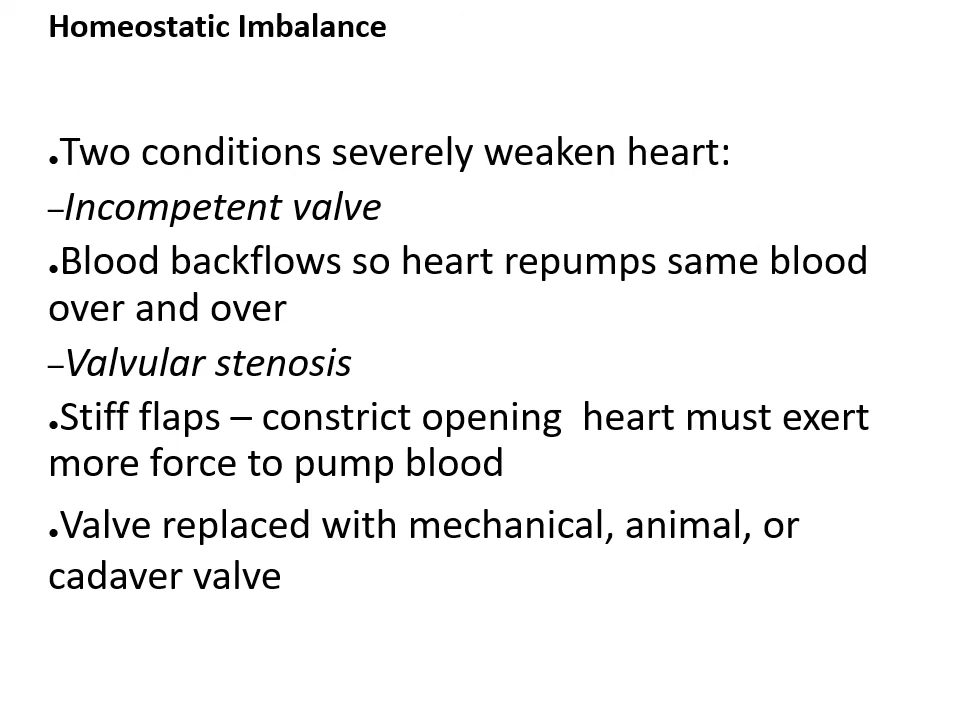 Homeostatic Imbalance
●Two conditions severely weaken heart:
–Incompetent valve
●Blood backflows so heart repumps same blood
over and over
–Valvular stenosis
●Stiff flaps – constrict opening  heart must exert
more force to pump blood
●Valve replaced with mechanical, animal, or
cadaver valve